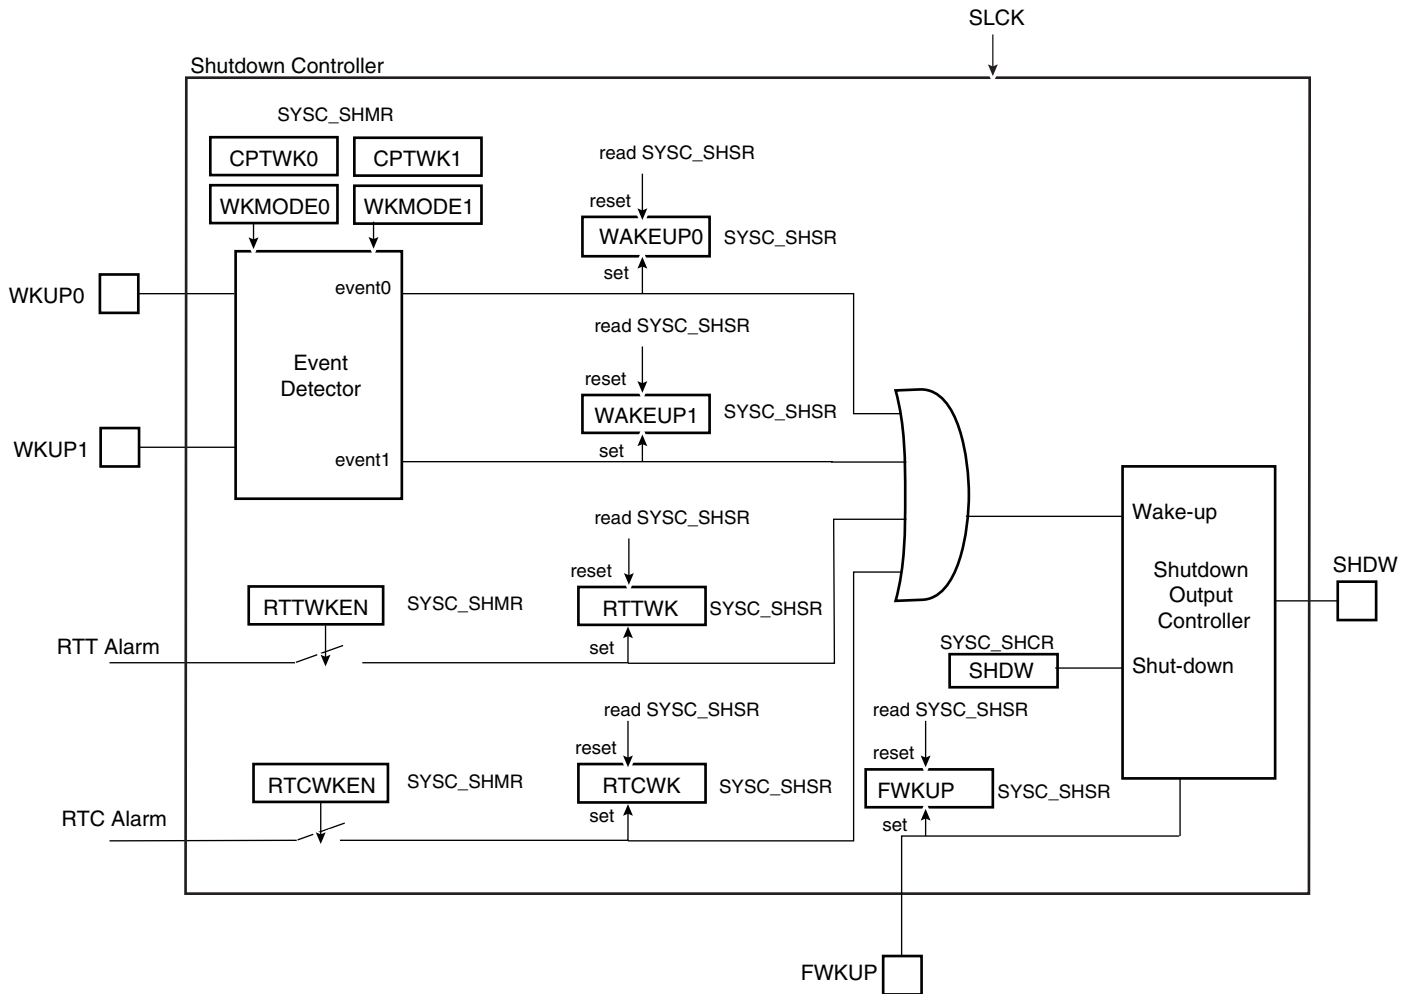 SLCK
Shutdown Controller
SYSC_SHMR
CPTWK0
CPTWK1
WKMODE0
WKMODE1
read SYSC_SHSR
reset
WAKEUP0
SYSC_SHSR
set
WKUP0
event0
read SYSC_SHSR
Event
Detector
reset
WAKEUP1
SYSC_SHSR
set
WKUP1
event1
Wake-up
read SYSC_SHSR
reset
RTTWKEN
SYSC_SHMR
RTTWK
SYSC_SHSR
set
RTT Alarm
Shutdown
Output
Controller
SHDW
SYSC_SHCR
SHDW
Shut-down
read SYSC_SHSR
reset
RTCWKEN
SYSC_SHMR
RTCWK
SYSC_SHSR
set
RTC Alarm
read SYSC_SHSR
reset
FWKUP
SYSC_SHSR
set
FWKUP